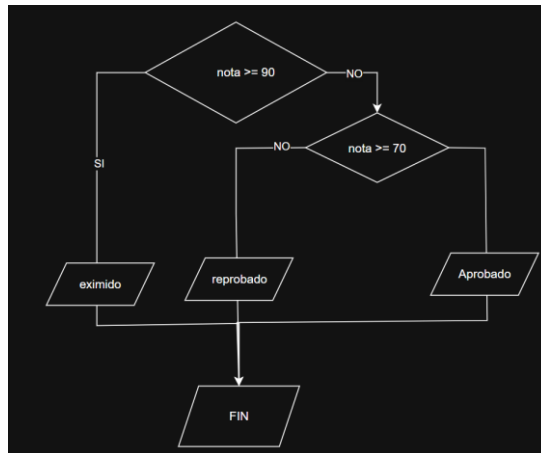 nota >= 90
NO
nota >= 70
NO
SI
eximido
reprobado
Aprobado
FIN